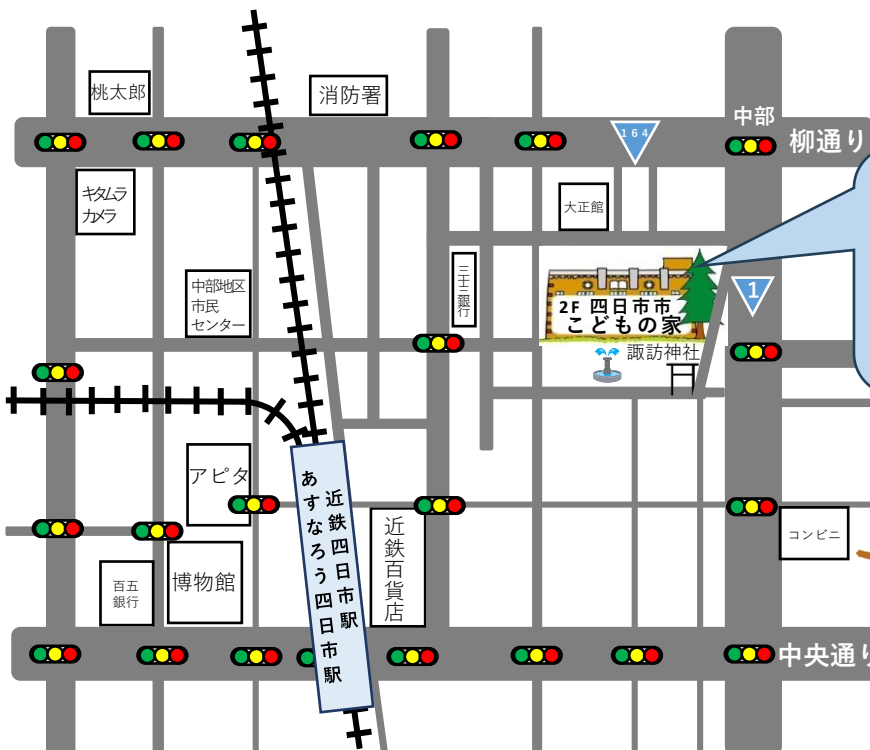 桃太郎
消防署
中部
柳通り
164
キタムラ
カメラ
大正館
三十三銀行
中部地区
市民
センター
2F 四日市市
こどもの家
1
諏訪神社
アピタ
近鉄四日市駅
あすなろう四日市駅
近鉄百貨店
コンビニ
百五
銀行
博物館
中央通り